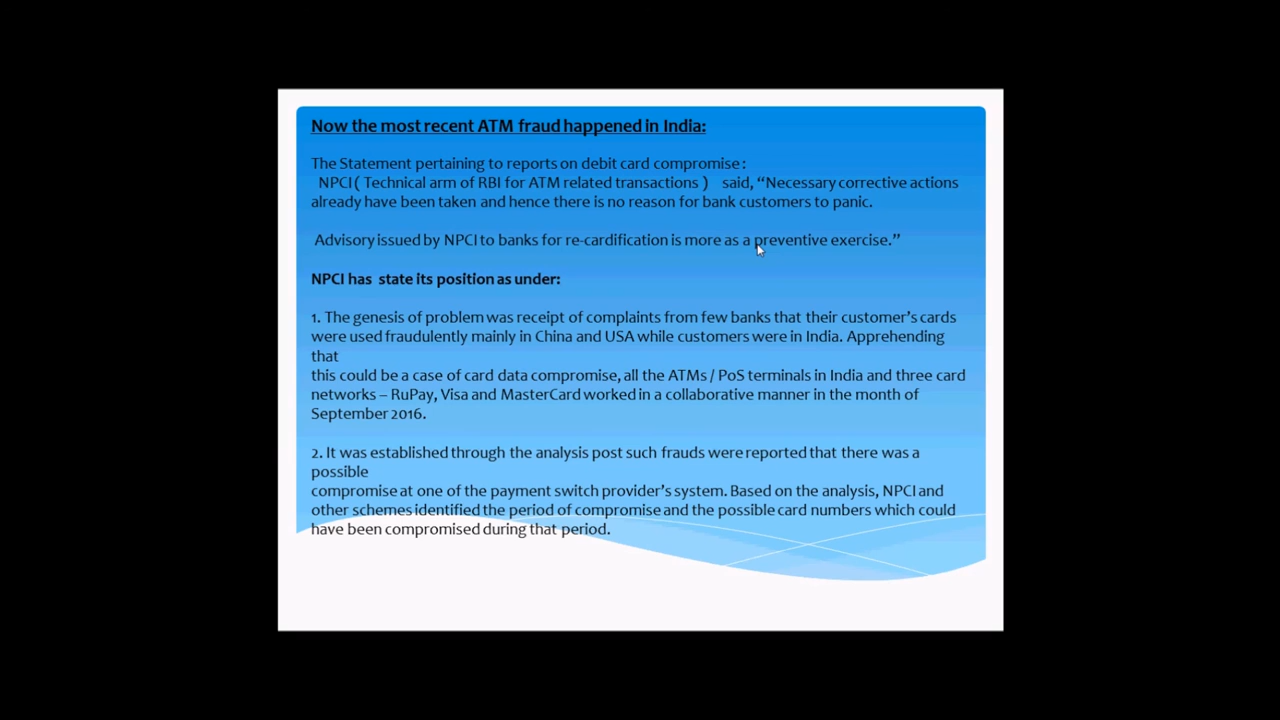 Now the most recent ATM fraud happened in India:
The Statement pertaining to reports on debit card compromise:
NPCI ( Technical arm of RBI for ATM related transactions ) said, “Necessary corrective actions
already have been taken and hence there is no reason for bank customers to panic.
Advisory issued by NPCI to banks for re-cardification is more as a preventive exercise.”
NPCI has state its position as under:
1. The genesis of problem was receipt of complaints from few banks that their customer’s cards
were used fraudulently mainly in China and USA while customers were in India. Apprehending
that
this could be a case of card data compromise, all the ATMs / PoS terminals in India and three card
networks – RuPay, Visa and MasterCard worked in a collaborative manner in the month of
September 2016.
2. It was established through the analysis post such frauds were reported that there was a
possible
compromise at one of the payment switch provider’s system. Based on the analysis, NPCI and
other schemes identified the period of compromise and the possible card numbers which could
have been compromised during that period.